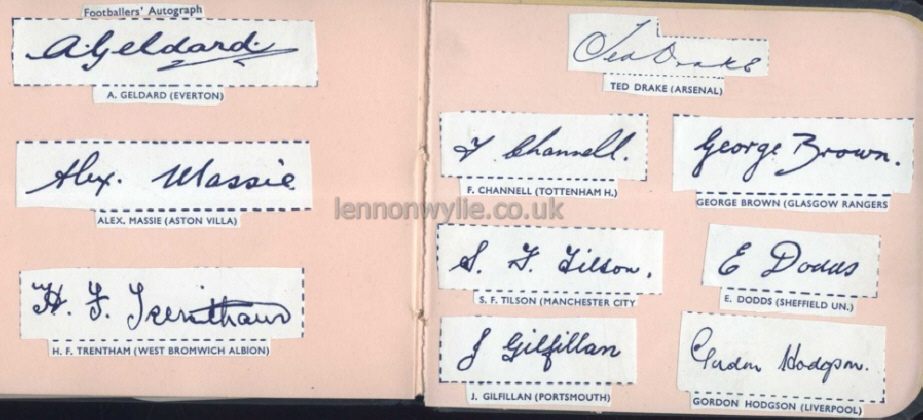 Footballers' Autograph
A. Geldard.
A. GELDARD (EVERTON)
Alex. Massie
ALEX. MASSIE (ASTON VILLA)
H. F. Trentham
H. F. TRENTHAM (WEST BROMWICH ALBION)
Ted Drake
TED DRAKE (ARSENAL)
F Channell.
F. CHANNELL (TOTTENHAM H.)
George Brown.
GEORGE BROWN (GLASGOW RANGERS
S. F. Tilson.
S. F. TILSON (MANCHESTER CITY
E Dodds
E. DODDS (SHEFFIELD UN.)
J Gilfillan
J. GILFILLAN (PORTSMOUTH)
Gordon Hodgson.
GORDON HODGSON (LIVERPOOL)
lennonwylie.co.uk